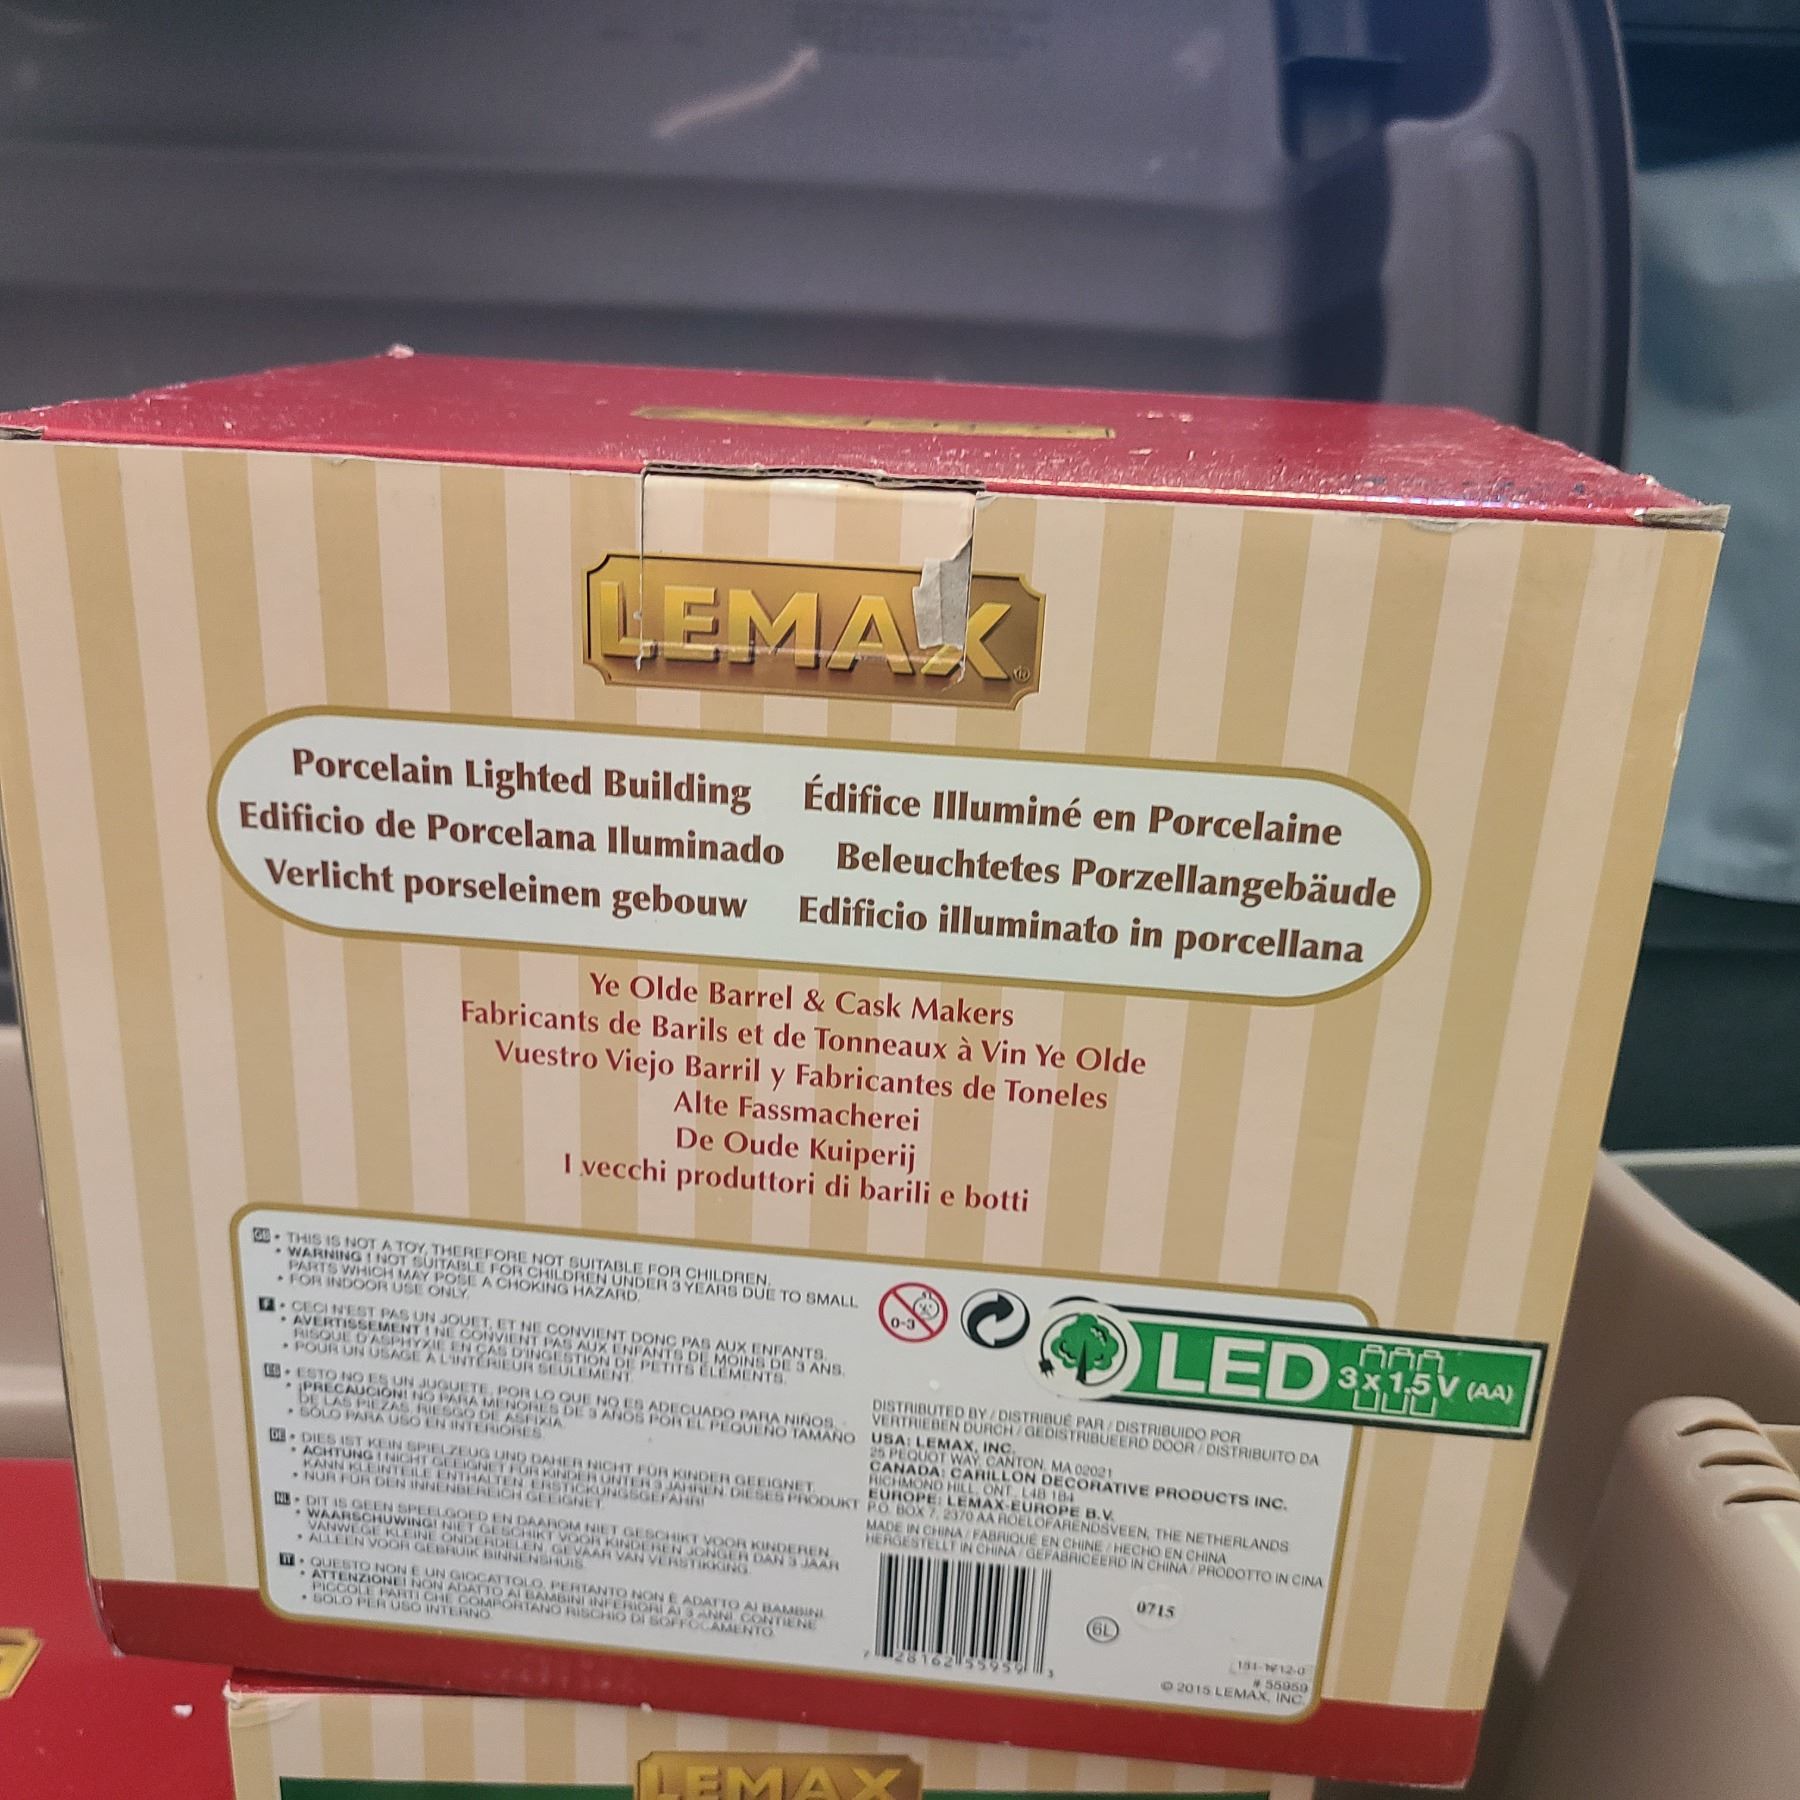 LEMAX®
Porcelain Lighted Building Édifice Illuminé en Porcelaine
Edificio de Porcelana Iluminado Beleuchtetes Porzellangebäude
Verlicht porseleinen gebouw Edificio illuminato in porcellana
Ye Olde Barrel & Cask Makers
Fabricants de Barils et de Tonneaux à Vin Ye Olde
Vuestro Viejo Barril y Fabricantes de Toneles
Alte Fassmacherei
De Oude Kuiperij
I vecchi produttori di barili e botti
GB • THIS IS NOT A TOY, THEREFORE NOT SUITABLE FOR CHILDREN.
• WARNING ! NOT SUITABLE FOR CHILDREN UNDER 3 YEARS DUE TO SMALL
PARTS WHICH MAY POSE A CHOKING HAZARD.
• FOR INDOOR USE ONLY.
F • CECI N'EST PAS UN JOUET, ET NE CONVIENT DONC PAS AUX ENFANTS.
• AVERTISSEMENT ! NE CONVIENT PAS AUX ENFANTS DE MOINS DE 3 ANS.
RISQUE D'ASPHYXIE EN CAS D'INGESTION DE PETITS ÉLÉMENTS.
• POUR UN USAGE À L'INTÉRIEUR SEULEMENT.
ES • ESTO NO ES UN JUGUETE, POR LO QUE NO ES ADECUADO PARA NIÑOS.
• ¡PRECAUCIÓN! NO PARA MENORES DE 3 AÑOS POR EL PEQUEÑO TAMAÑO
DE LAS PIEZAS. RIESGO DE ASFIXIA.
• SÓLO PARA USO EN INTERIORES
DE • DIES IST KEIN SPIELZEUG UND DAHER NICHT FÜR KINDER GEEIGNET.
• ACHTUNG ! NICHT GEEIGNET FÜR KINDER UNTER 3 JAHREN. DIESES PRODUKT
KANN KLEINTEILE ENTHALTEN. ERSTICKUNGSGEFAHR!
• NUR FÜR DEN INNENBEREICH GEEIGNET.
NL • DIT IS GEEN SPEELGOED EN DAAROM NIET GESCHIKT VOOR KINDEREN.
• WAARSCHUWING! NIET GESCHIKT VOOR KINDEREN JONGER DAN 3 JAAR
VANWEGE KLEINE ONDERDELEN. GEVAAR VAN VERSTIKKING.
• ALLEEN VOOR GEBRUIK BINNENSHUIS.
IT • QUESTO NON È UN GIOCATTOLO, PERTANTO NON È ADATTO AI BAMBINI.
• ATTENZIONE! NON ADATTO AI BAMBINI INFERIORI AI 3 ANNI. CONTIENE
PICCOLE PARTI CHE COMPORTANO RISCHIO DI SOFFOCAMENTO.
• SOLO PER USO INTERNO.
0-3
LED 3 x 1.5 V (AA)
DISTRIBUTED BY / DISTRIBUÉ PAR / DISTRIBUIDO POR
VERTRIEBEN DURCH / GEDISTRIBUEERD DOOR / DISTRIBUITO DA
USA: LEMAX, INC.
25 PEQUOT WAY, CANTON, MA 02021
CANADA: CARILLON DECORATIVE PRODUCTS INC.
RICHMOND HILL, ONT. L4B 1B4
EUROPE: LEMAX-EUROPE B.V.
P.O. BOX 7, 2370 AA ROELOFARENDSVEEN, THE NETHERLANDS
MADE IN CHINA / FABRIQUÉ EN CHINE / HECHO EN CHINA
HERGESTELLT IN CHINA / GEFABRICEERD IN CHINA / PRODOTTO IN CINA
7 28162 55959 3
6L
0715
# 55959
© 2015 LEMAX, INC.
LEMAX